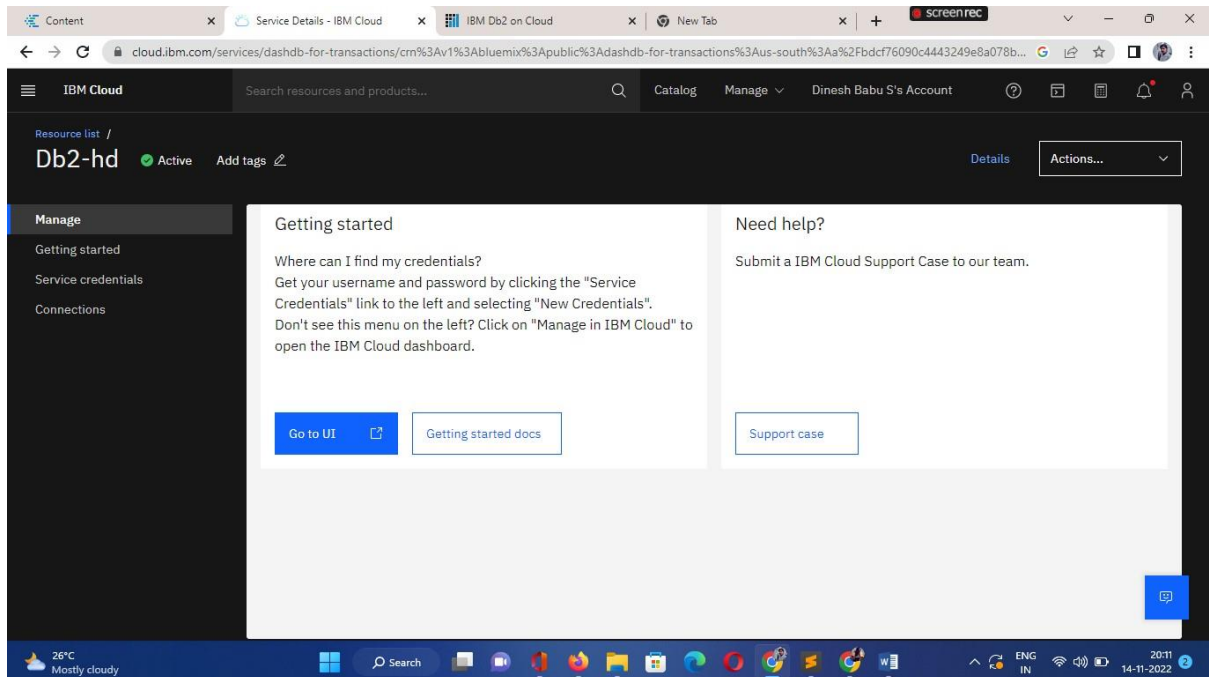 Content
Service Details - IBM Cloud
IBM Db2 on Cloud
New Tab
screenrec
cloud.ibm.com/services/dashdb-for-transactions/crn%3Av1%3Abluemix%3Apublic%3Adashdb-for-transactions%3Aus-south%3Aa%2Fbdcf76090c4443249e8a078b...
IBM Cloud
Search resources and products...
Catalog
Manage
Dinesh Babu S's Account
Resource list /
Db2-hd
Active
Add tags
Details
Actions...
Manage
Getting started
Service credentials
Connections
Getting started
Where can I find my credentials?
Get your username and password by clicking the "Service
Credentials" link to the left and selecting "New Credentials".
Don't see this menu on the left? Click on "Manage in IBM Cloud" to
open the IBM Cloud dashboard.
Go to UI
Getting started docs
Need help?
Submit a IBM Cloud Support Case to our team.
Support case
26°C
Mostly cloudy
Search
ENG
IN
20:11
14-11-2022
2